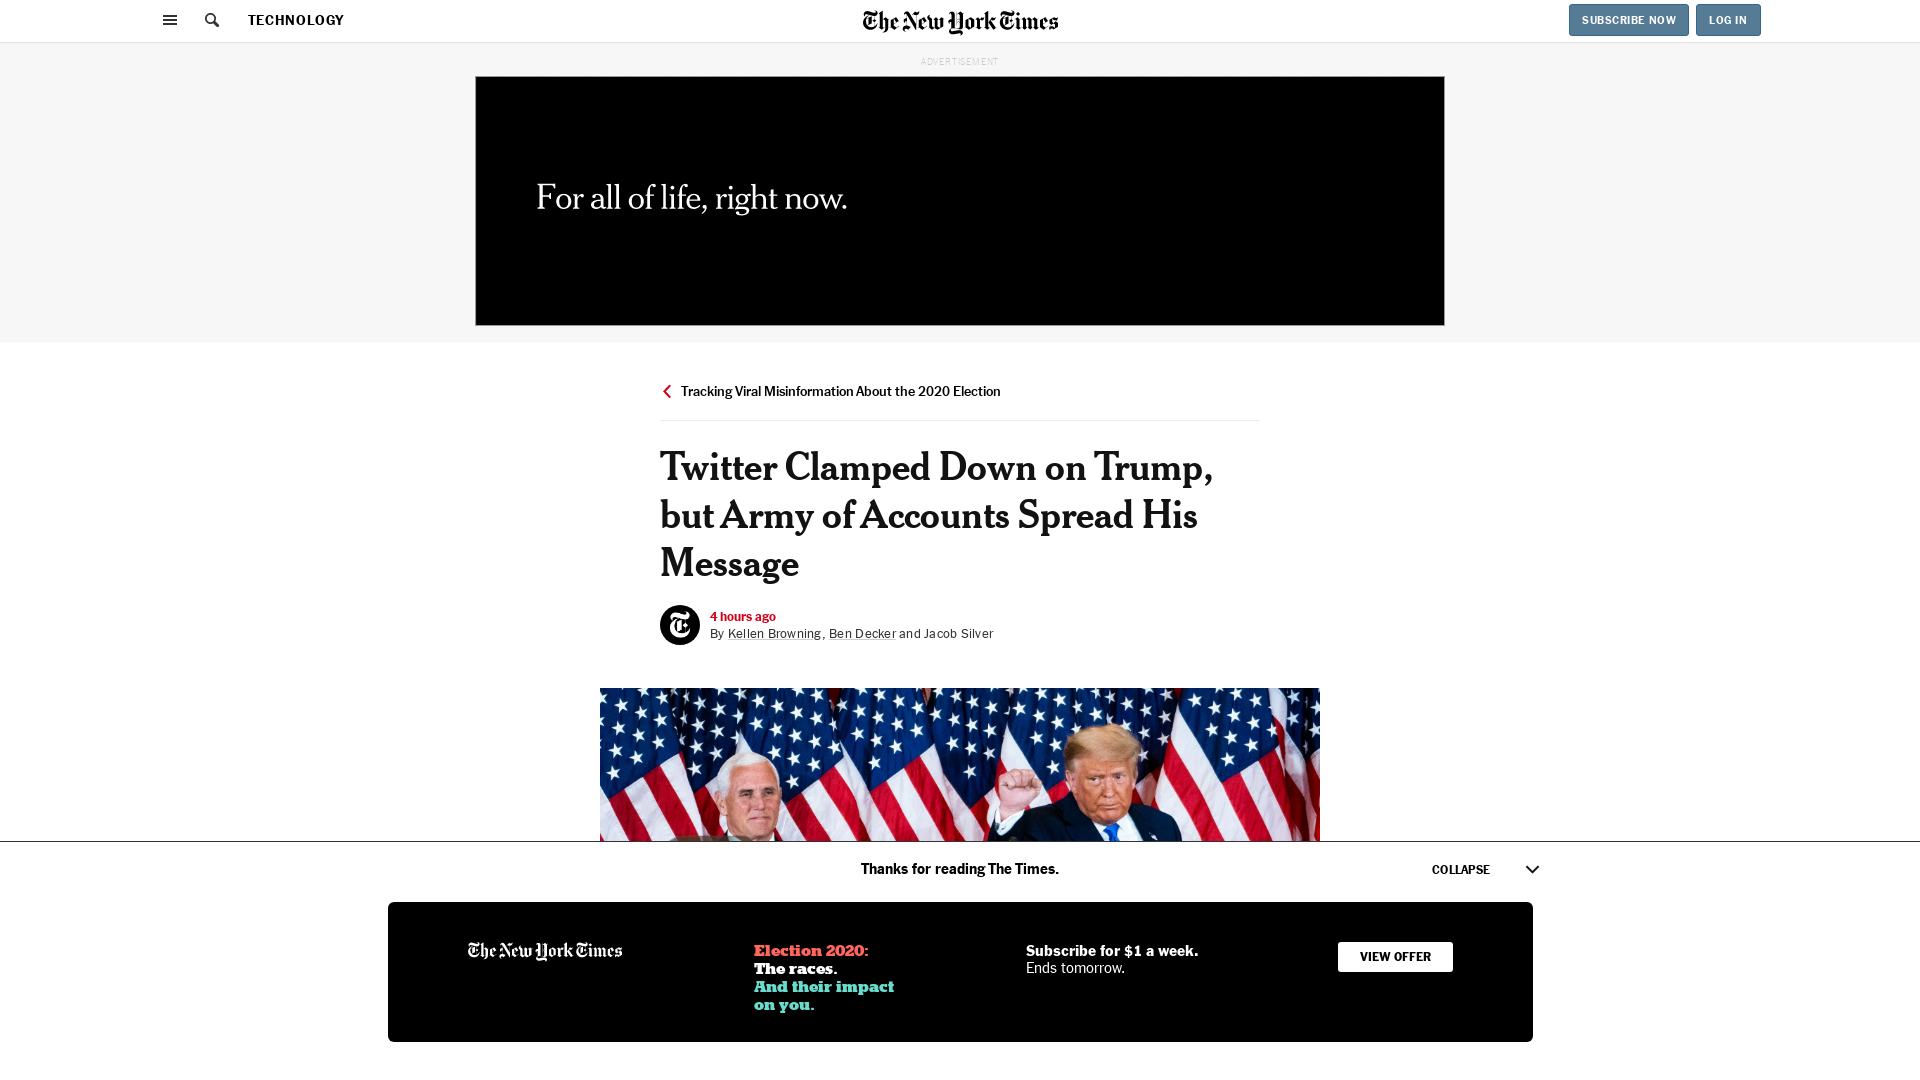 TECHNOLOGY
The New York Times
SUBSCRIBE NOW
LOG IN
ADVERTISEMENT
For all of life, right now.
Tracking Viral Misinformation About the 2020 Election
Twitter Clamped Down on Trump,
but Army of Accounts Spread His
Message
T
4 hours ago
By Kellen Browning, Ben Decker and Jacob Silver
Thanks for reading The Times.
COLLAPSE
The New York Times
Election 2020:
The races.
And their impact
on you.
Subscribe for $1 a week.
Ends tomorrow.
VIEW OFFER